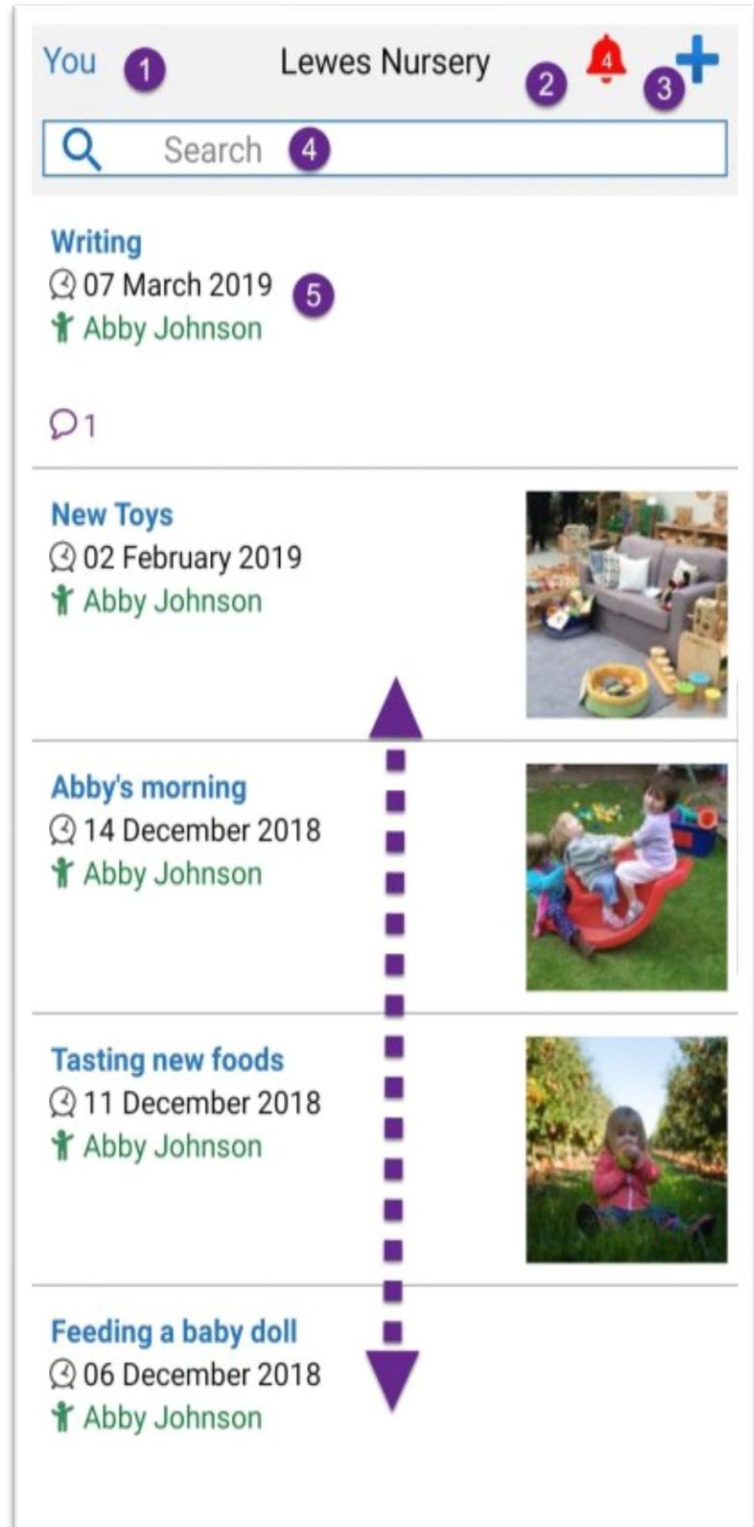 You 1 Lewes Nursery 2 4 3
Search 4
Writing
07 March 2019 5
Abby Johnson
1
New Toys
02 February 2019
Abby Johnson
Abby's morning
14 December 2018
Abby Johnson
Tasting new foods
11 December 2018
Abby Johnson
Feeding a baby doll
06 December 2018
Abby Johnson